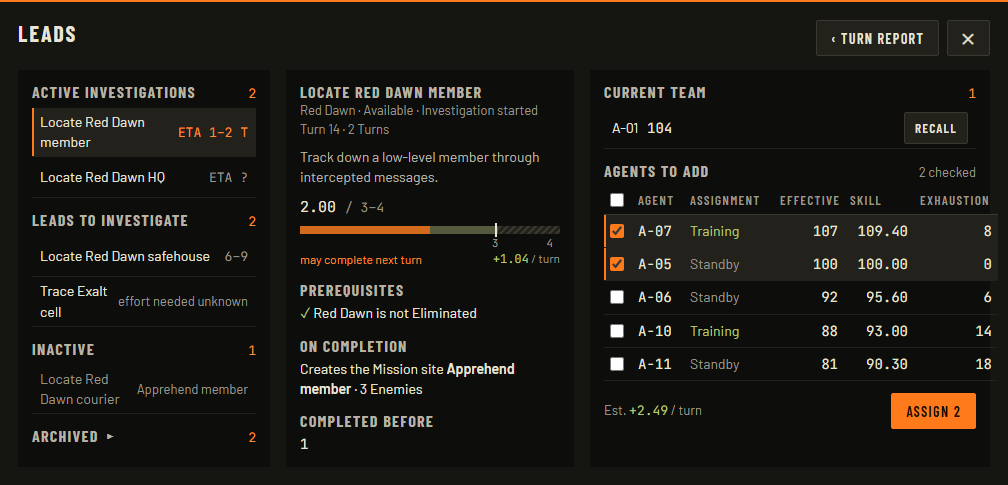 LEADS
‹ TURN REPORT
✕
ACTIVE INVESTIGATIONS 2
Locate Red Dawn member ETA 1–2 T
Locate Red Dawn HQ ETA ?
LEADS TO INVESTIGATE 2
Locate Red Dawn safehouse 6–9
Trace Exalt cell effort needed unknown
INACTIVE 1
Locate Red Dawn courier Apprehend member
ARCHIVED ▸ 2
LOCATE RED DAWN MEMBER
Red Dawn · Available · Investigation started
Turn 14 · 2 Turns
Track down a low-level member through
intercepted messages.
2.00 / 3–4
3 4
may complete next turn +1.04 / turn
PREREQUISITES
✓ Red Dawn is not Eliminated
ON COMPLETION
Creates the Mission site Apprehend
member · 3 Enemies
COMPLETED BEFORE
1
CURRENT TEAM 1
A-01 104 RECALL
AGENTS TO ADD 2 checked
AGENT ASSIGNMENT EFFECTIVE SKILL EXHAUSTION
A-07 Training 107 109.40 8
A-05 Standby 100 100.00 0
A-06 Standby 92 95.60 6
A-10 Training 88 93.00 14
A-11 Standby 81 90.30 18
Est. +2.49 / turn ASSIGN 2